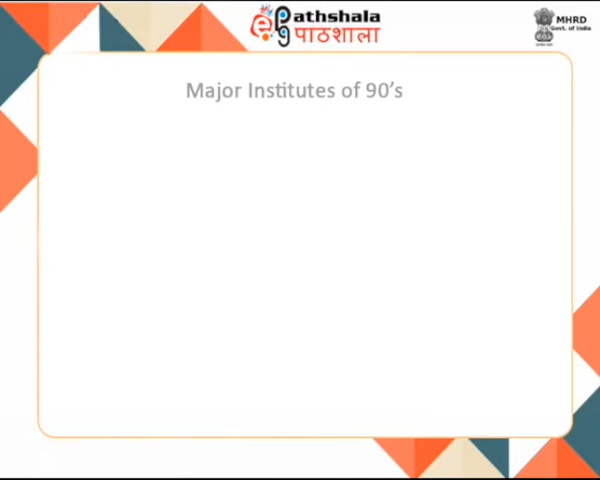 ePathshala
पाठशाला
MHRD
Govt. of India
Major Institutes of 90’s